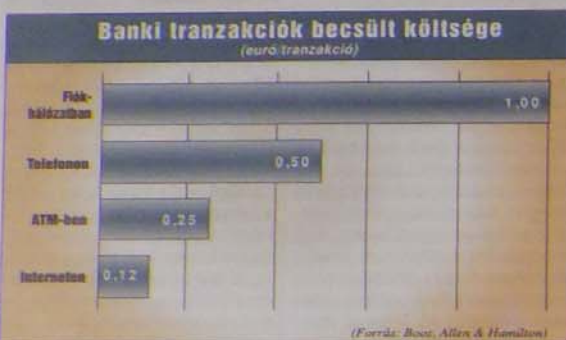 Banki tranzakciók becsült költsége
(euró/tranzakció)
Fiók-
hálózatban
1,00
Telefonon
0,50
ATM-ben
0,25
Interneten
0,12
(Forrás: Booz, Allen & Hamilton)